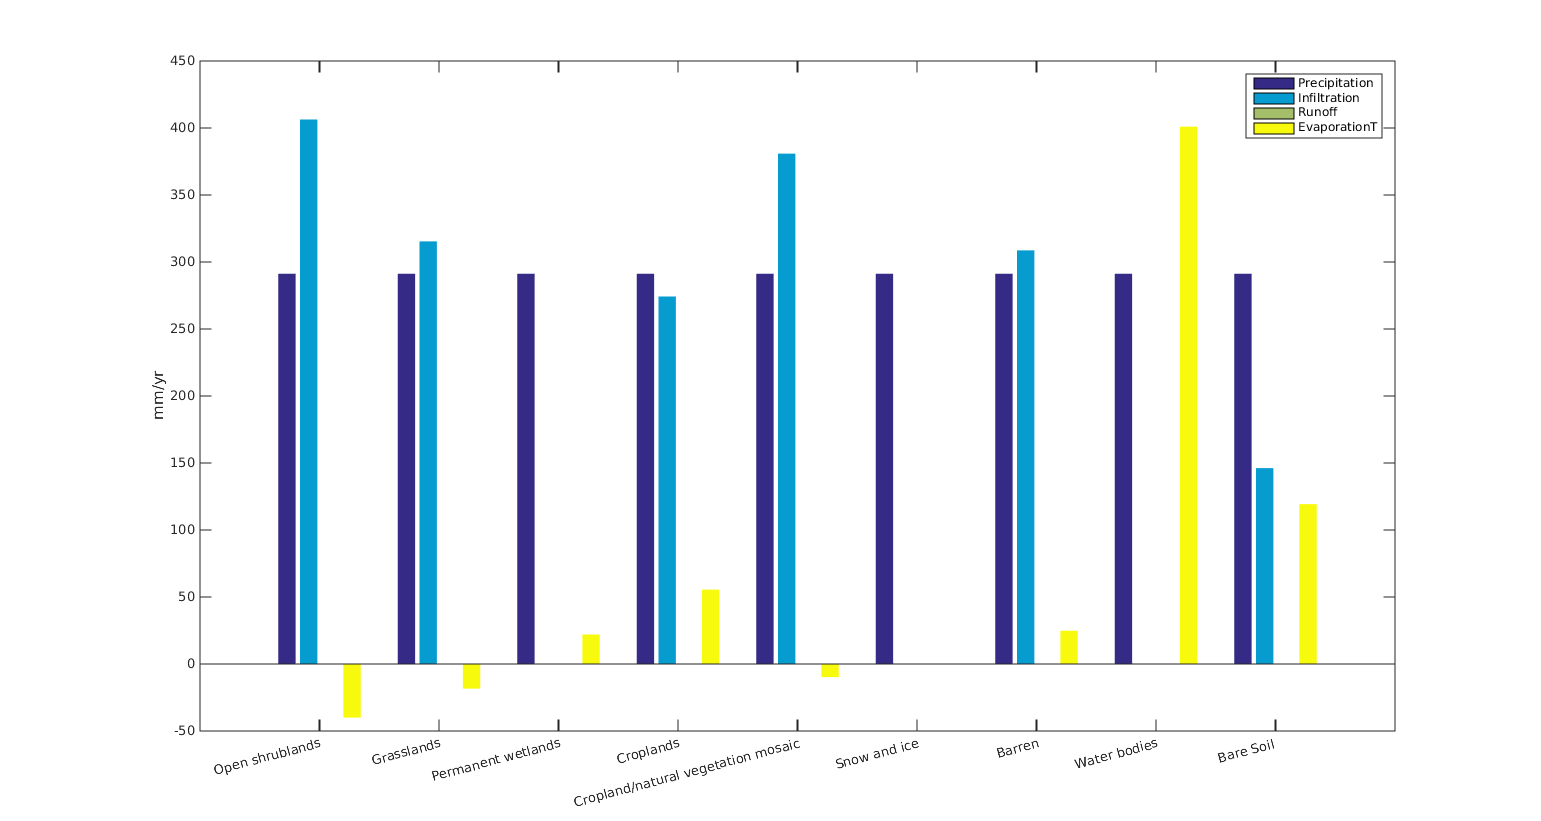 450
400
350
300
250
200
150
100
50
0
-50
mm/yr
Precipitation
Infiltration
Runoff
EvaporationT
Open shrublands
Grasslands
Permanent wetlands
Croplands
Cropland/natural vegetation mosaic
Snow and ice
Barren
Water bodies
Bare Soil